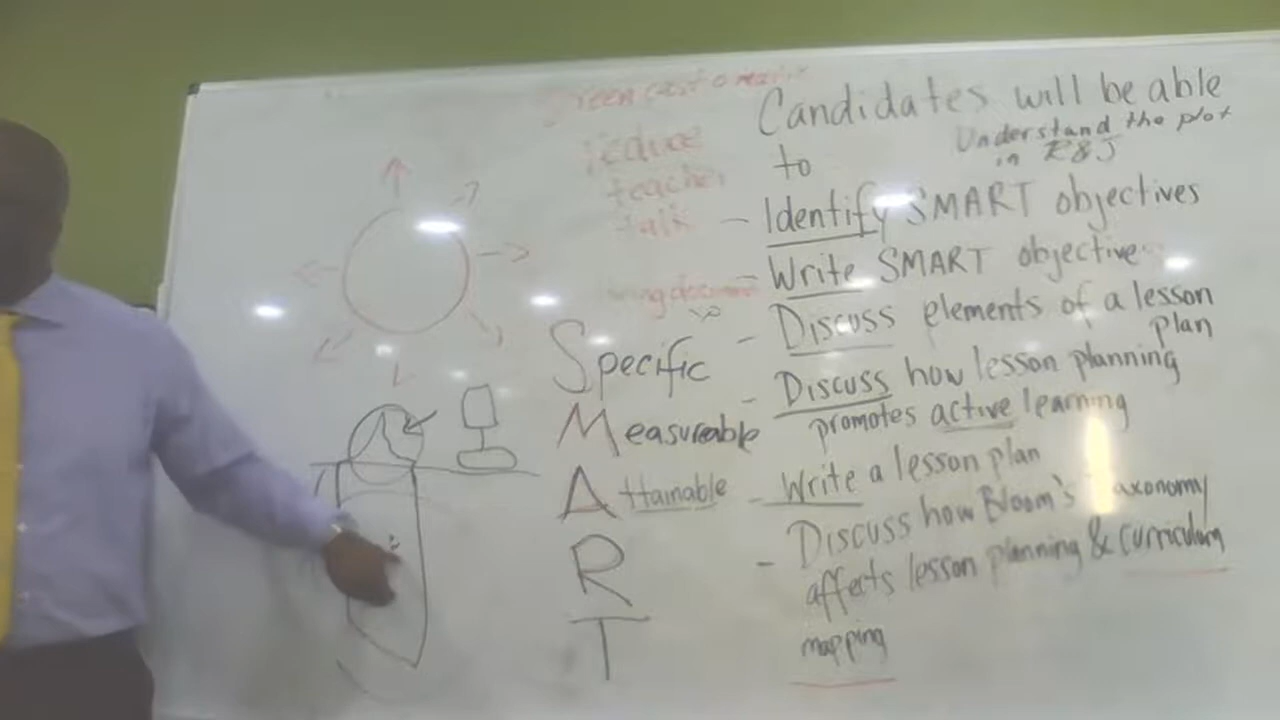 Reduce
teacher
talk
Specific
Measureable
Attainable
R
T
Candidates will be able
to
Understand the plot
in R&J
- Identify SMART objectives
- Write SMART objective
- Discuss elements of a lesson
plan
- Discuss how lesson planning
promotes active learning
- Write a lesson plan
- Discuss how Bloom's Taxonomy
affects lesson planning & curriculum
mapping